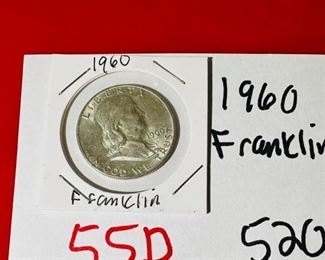 1960
LIBERTY
1960
IN GOD WE TRUST
Franklin
1960
Franklin
55D
520